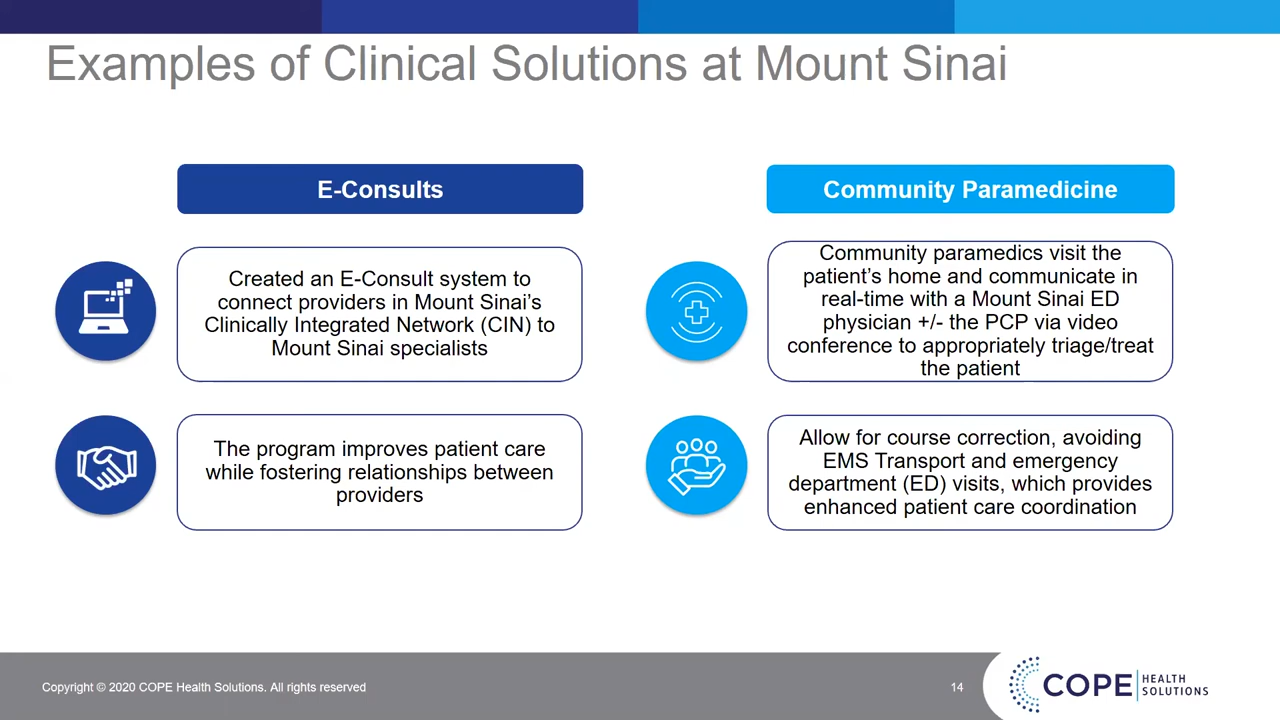 Examples of Clinical Solutions at Mount Sinai
E-Consults
Created an E-Consult system to
connect providers in Mount Sinai’s
Clinically Integrated Network (CIN) to
Mount Sinai specialists
The program improves patient care
while fostering relationships between
providers
Community Paramedicine
Community paramedics visit the
patient’s home and communicate in
real-time with a Mount Sinai ED
physician +/- the PCP via video
conference to appropriately triage/treat
the patient
Allow for course correction, avoiding
EMS Transport and emergency
department (ED) visits, which provides
enhanced patient care coordination
Copyright © 2020 COPE Health Solutions. All rights reserved
14
COPE HEALTH
SOLUTIONS